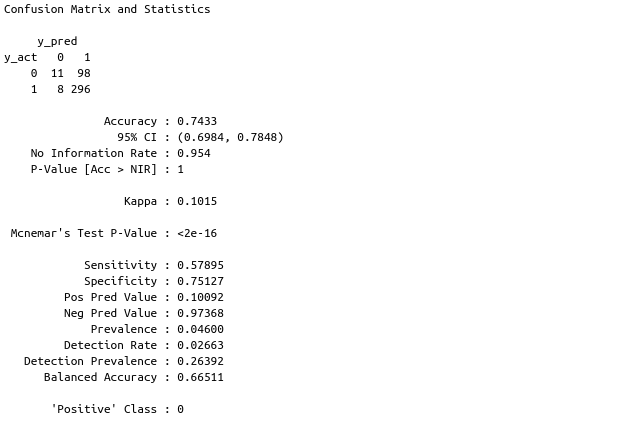 Confusion Matrix and Statistics
y_pred
y_act 0 1
0 11 98
1 8 296
Accuracy : 0.7433
95% CI : (0.6984, 0.7848)
No Information Rate : 0.954
P-Value [Acc > NIR] : 1
Kappa : 0.1015
Mcnemar's Test P-Value : <2e-16
Sensitivity : 0.57895
Specificity : 0.75127
Pos Pred Value : 0.10092
Neg Pred Value : 0.97368
Prevalence : 0.04600
Detection Rate : 0.02663
Detection Prevalence : 0.26392
Balanced Accuracy : 0.66511
'Positive' Class : 0